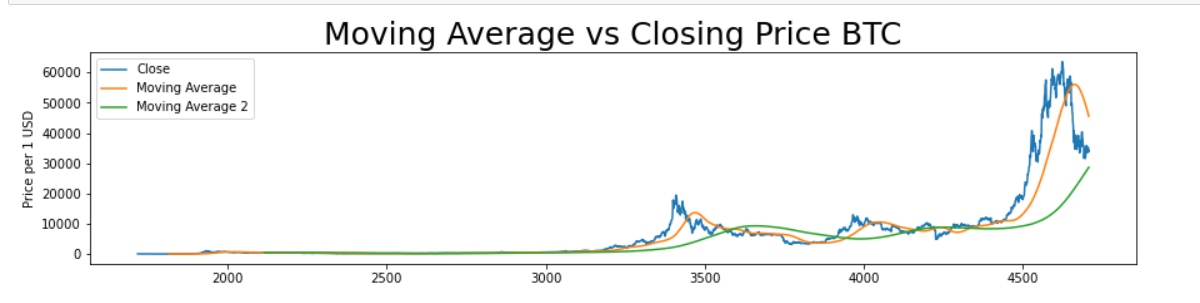 Moving Average vs Closing Price BTC
Close
Moving Average
Moving Average 2
Price per 1 USD
60000
50000
40000
30000
20000
10000
0
2000 2500 3000 3500 4000 4500